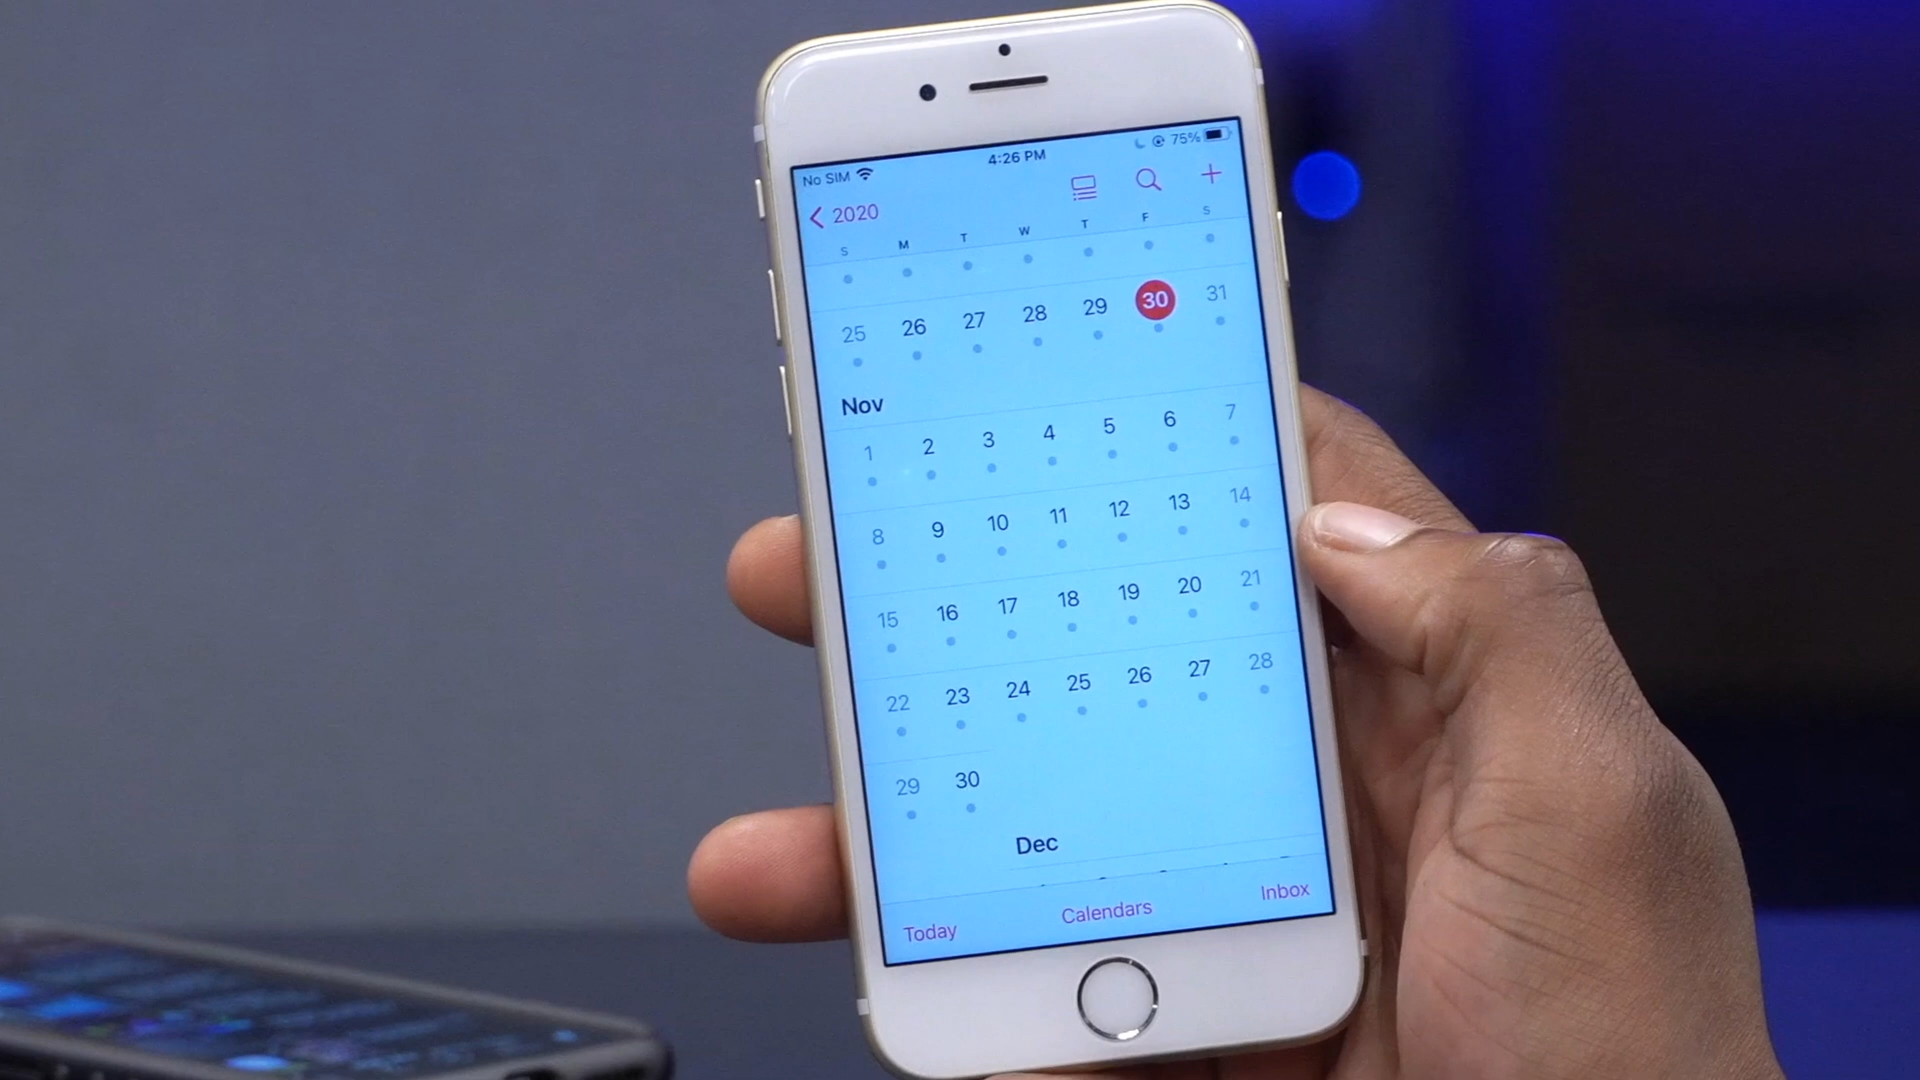 No SIM 4:26 PM 75%
2020
S M T W T F S
25 26 27 28 29 30 31
Nov
1 2 3 4 5 6 7
8 9 10 11 12 13 14
15 16 17 18 19 20 21
22 23 24 25 26 27 28
29 30
Dec
Today Calendars Inbox